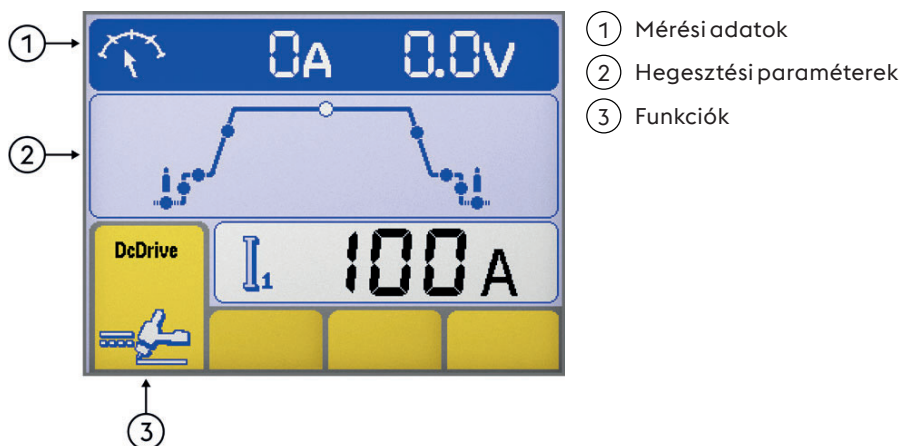 1 0A 0.0V 1 Mérési adatok
2 Hegesztési paraméterek
3 Funkciók
2
DcDrive I1 100A
3